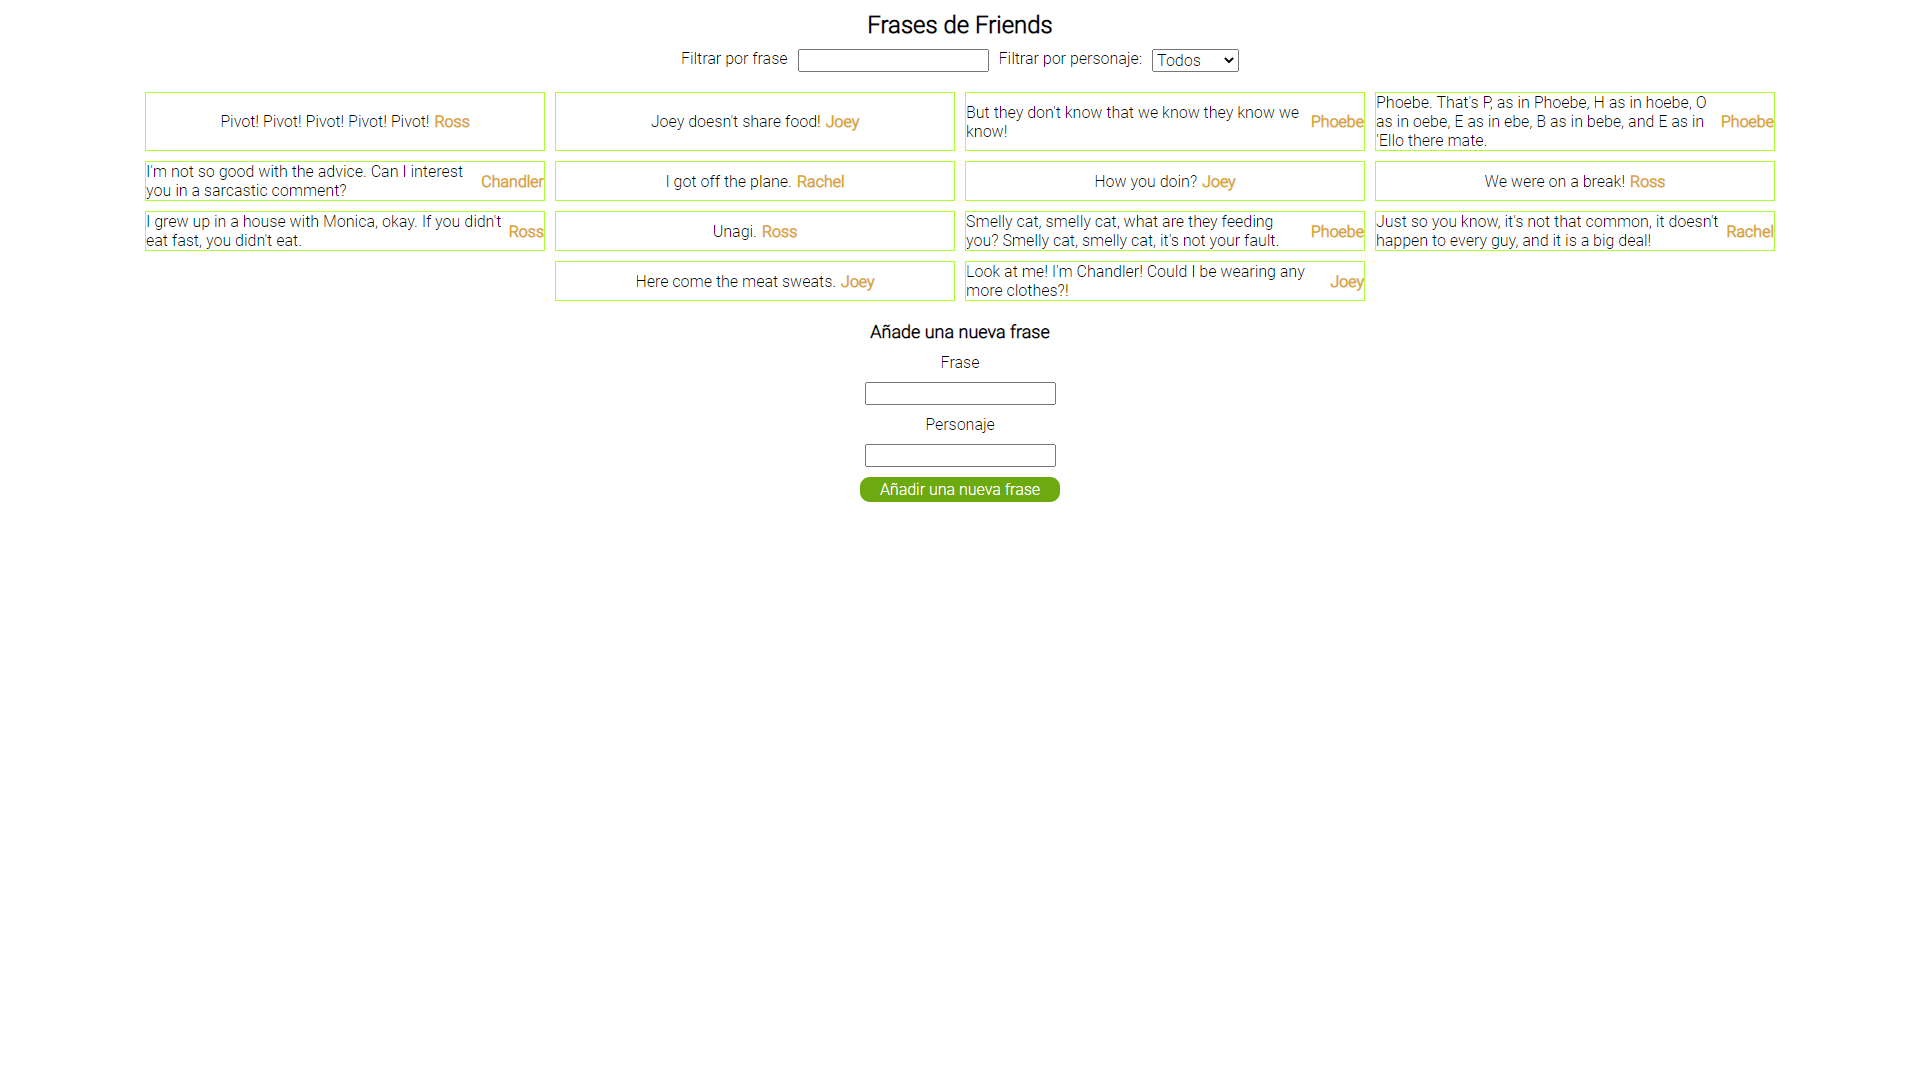 Frases de Friends
Filtrar por frase Filtrar por personaje: Todos
Pivot! Pivot! Pivot! Pivot! Pivot! Ross
Joey doesn't share food! Joey
But they don't know that we know they know we
know!
Phoebe
Phoebe. That's P, as in Phoebe, H as in hoebe, O
as in oebe, E as in ebe, B as in bebe, and E as in
'Ello there mate.
Phoebe
I'm not so good with the advice. Can I interest
you in a sarcastic comment?
Chandler
I got off the plane. Rachel
How you doin? Joey
We were on a break! Ross
I grew up in a house with Monica, okay. If you didn't
eat fast, you didn't eat.
Ross
Unagi. Ross
Smelly cat, smelly cat, what are they feeding
you? Smelly cat, smelly cat, it's not your fault.
Phoebe
Just so you know, it's not that common, it doesn't
happen to every guy, and it is a big deal!
Rachel
Here come the meat sweats. Joey
Look at me! I'm Chandler! Could I be wearing any
more clothes?!
Joey
Añade una nueva frase
Frase
Personaje
Añadir una nueva frase